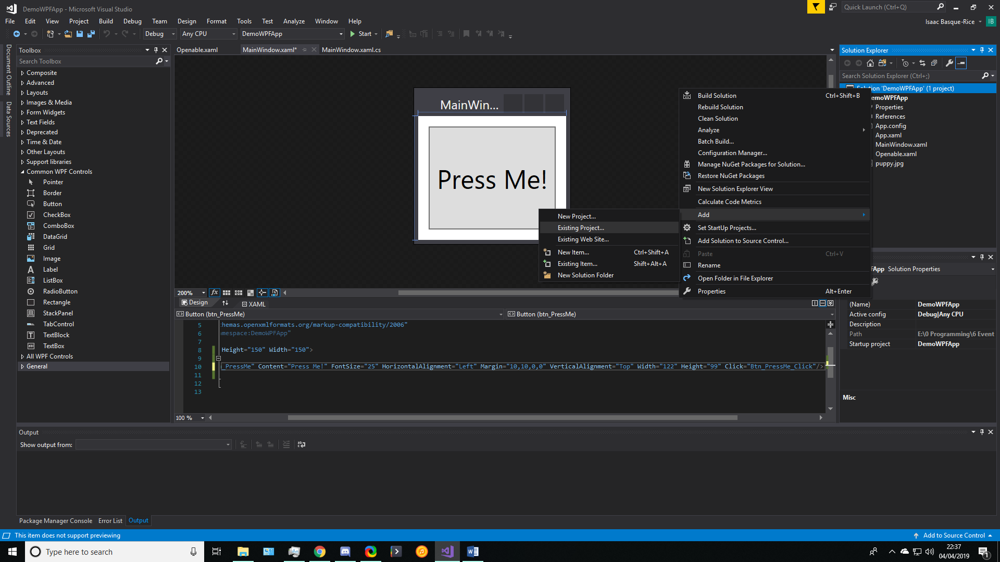 DemoWPFApp - Microsoft Visual Studio
Quick Launch (Ctrl+Q)
File Edit View Project Build Debug Team Design Format Tools Test Analyze Window Help
Isaac Basque-Rice IB
Debug Any CPU DemoWPFApp Start
Document Outline
Data Sources
Toolbox
Search Toolbox
Composite
Advanced
Layouts
Images & Media
Form Widgets
Text Fields
Deprecated
Time & Date
Other Layouts
Support libraries
Common WPF Controls
Pointer
Border
Button
CheckBox
ComboBox
DataGrid
Grid
Image
Label
ListBox
RadioButton
Rectangle
StackPanel
TabControl
TextBlock
TextBox
All WPF Controls
General
Openable.xaml MainWindow.xaml* MainWindow.xaml.cs
MainWin...
Press Me!
New Project...
Existing Project...
Existing Web Site...
New Item... Ctrl+Shift+A
Existing Item... Shift+Alt+A
New Solution Folder
Build Solution Ctrl+Shift+B
Rebuild Solution
Clean Solution
Analyze
Batch Build...
Configuration Manager...
Manage NuGet Packages for Solution...
Restore NuGet Packages
New Solution Explorer View
Calculate Code Metrics
Add
Set StartUp Projects...
Add Solution to Source Control...
Paste Ctrl+V
Rename
Open Folder in File Explorer
Properties Alt+Enter
200%
Design XAML
Button (btn_PressMe) Button (btn_PressMe)
5 :hemas.openxmlformats.org/markup-compatibility/2006"
6 mespace:DemoWPFApp"
7
8 Height="150" Width="150">
9
10 _PressMe" Content="Press Me!" FontSize="25" HorizontalAlignment="Left" Margin="10,10,0,0" VerticalAlignment="Top" Width="122" Height="99" Click="Btn_PressMe_Click"/>
11
12
13
100 %
Solution Explorer
Search Solution Explorer (Ctrl+;)
Solution 'DemoWPFApp' (1 project)
emoWPFApp
Properties
References
App.config
App.xaml
MainWindow.xaml
Openable.xaml
puppy.jpg
App Solution Properties
(Name) DemoWPFApp
Active config Debug|Any CPU
Description
Path E:\0 Programming\6 Event
Startup project DemoWPFApp
Misc
Output
Show output from:
Package Manager Console Error List Output
This item does not support previewing
Add to Source Control
Type here to search
22:37
04/04/2019
1